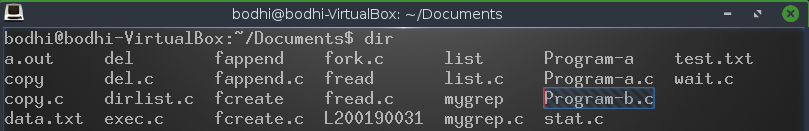 bodhi@bodhi-VirtualBox: ~/Documents
bodhi@bodhi-VirtualBox:~/Documents$ dir
a.out del fappend fork.c list Program-a test.txt
copy del.c fappend.c fread list.c Program-a.c wait.c
copy.c dirlist.c fcreate fread.c mygrep Program-b.c
data.txt exec.c fcreate.c L200190031 mygrep.c stat.c